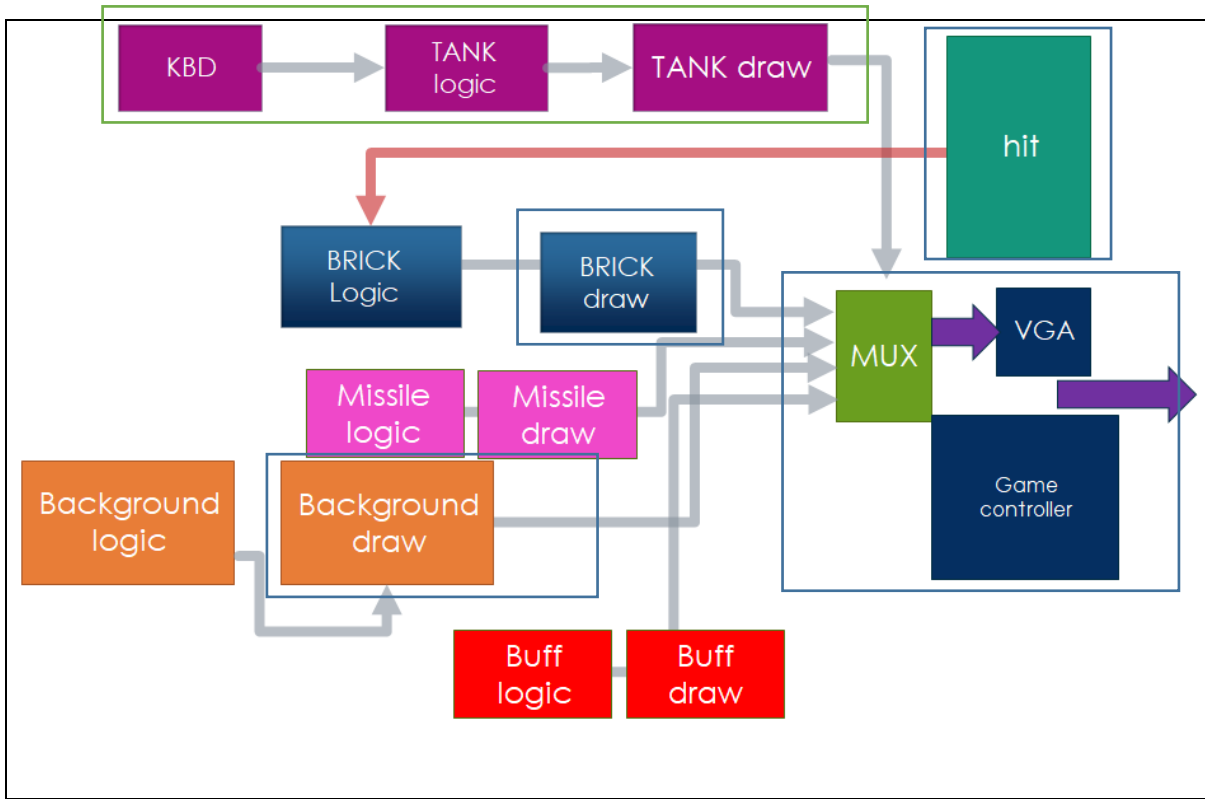 KBD
TANK
logic
TANK draw
hit
BRICK
Logic
BRICK
draw
MUX
VGA
Missile
logic
Missile
draw
Background
logic
Background
draw
Game
controller
Buff
logic
Buff
draw